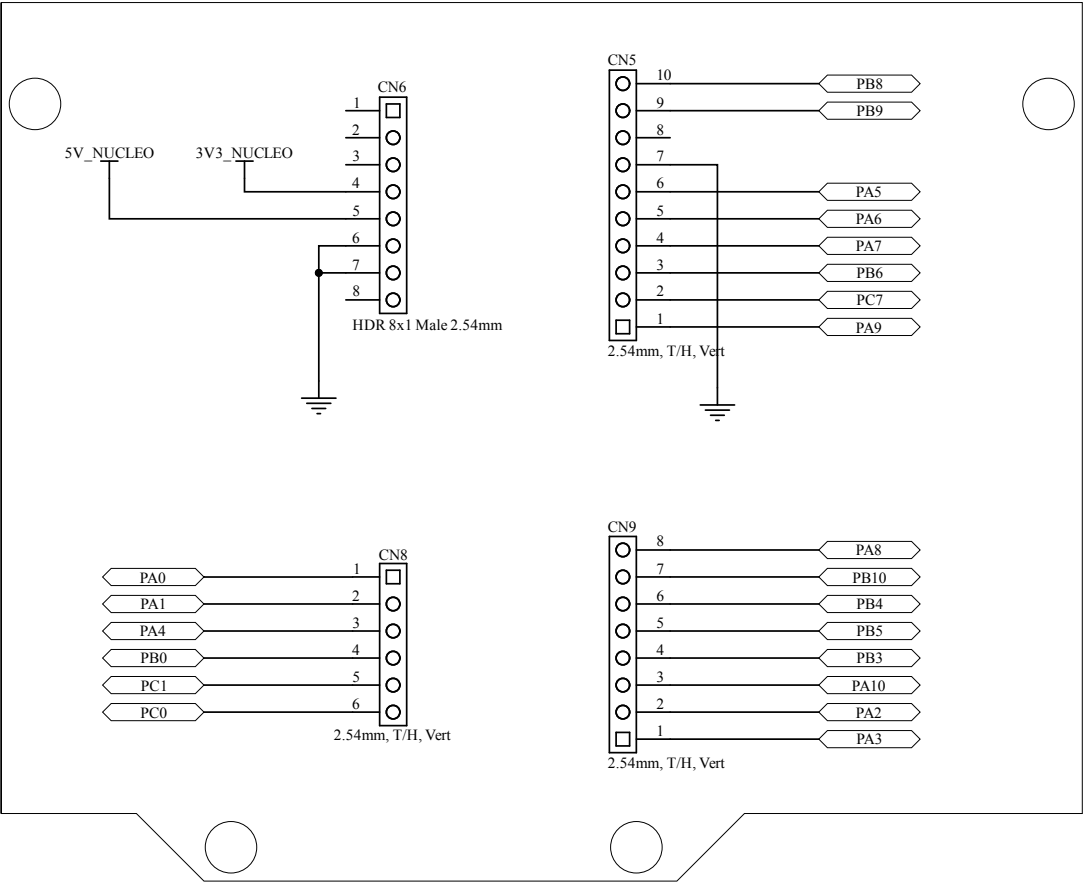 CN6
1
2
3
5V_NUCLEO 3V3_NUCLEO
4
5
6
7
8
HDR 8x1 Male 2.54mm
CN5
10 PB8
9 PB9
8
7
6 PA5
5 PA6
4 PA7
3 PB6
2 PC7
1 PA9
2.54mm, T/H, Vert
CN8
PA0 1
PA1 2
PA4 3
PB0 4
PC1 5
PC0 6
2.54mm, T/H, Vert
CN9
8 PA8
7 PB10
6 PB4
5 PB5
4 PB3
3 PA10
2 PA2
1 PA3
2.54mm, T/H, Vert